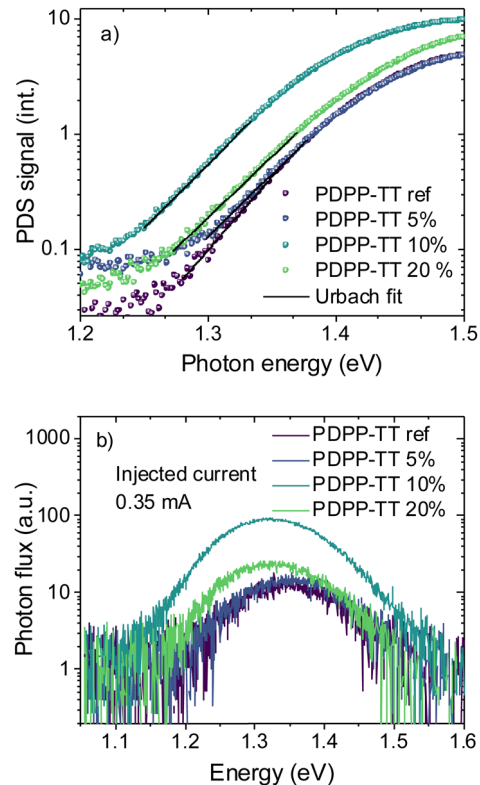 a)
10
1
0.1
PDS signal (int.)
PDPP-TT ref
PDPP-TT 5%
PDPP-TT 10%
PDPP-TT 20 %
Urbach fit
1.2 1.3 1.4 1.5
Photon energy (eV)
b)
1000
100
10
1
Photon flux (a.u.)
Injected current
0.35 mA
PDPP-TT ref
PDPP-TT 5%
PDPP-TT 10%
PDPP-TT 20%
1.1 1.2 1.3 1.4 1.5 1.6
Energy (eV)